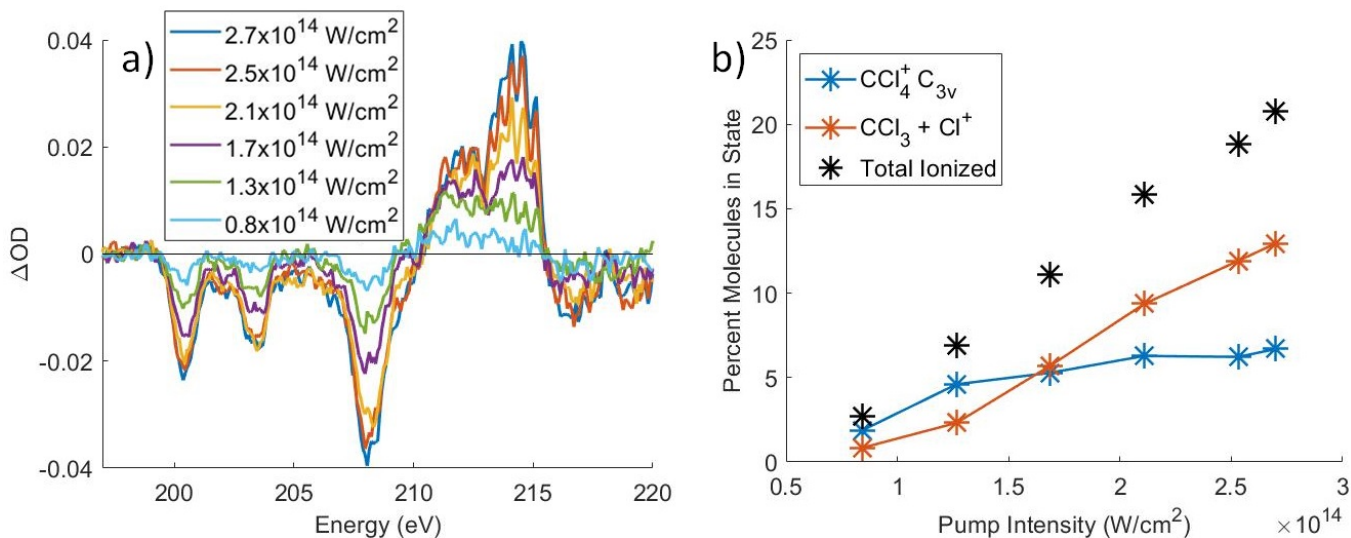 a)
2.7x10^14 W/cm^2
2.5x10^14 W/cm^2
2.1x10^14 W/cm^2
1.7x10^14 W/cm^2
1.3x10^14 W/cm^2
0.8x10^14 W/cm^2
0.04
0.02
0
-0.02
-0.04
ΔOD
200
205
210
215
220
Energy (eV)
b)
CCl_4^+ C_3v
CCl_3 + Cl^+
Total Ionized
25
20
15
10
5
0
Percent Molecules in State
0.5
1
1.5
2
2.5
3
Pump Intensity (W/cm^2)
×10^14